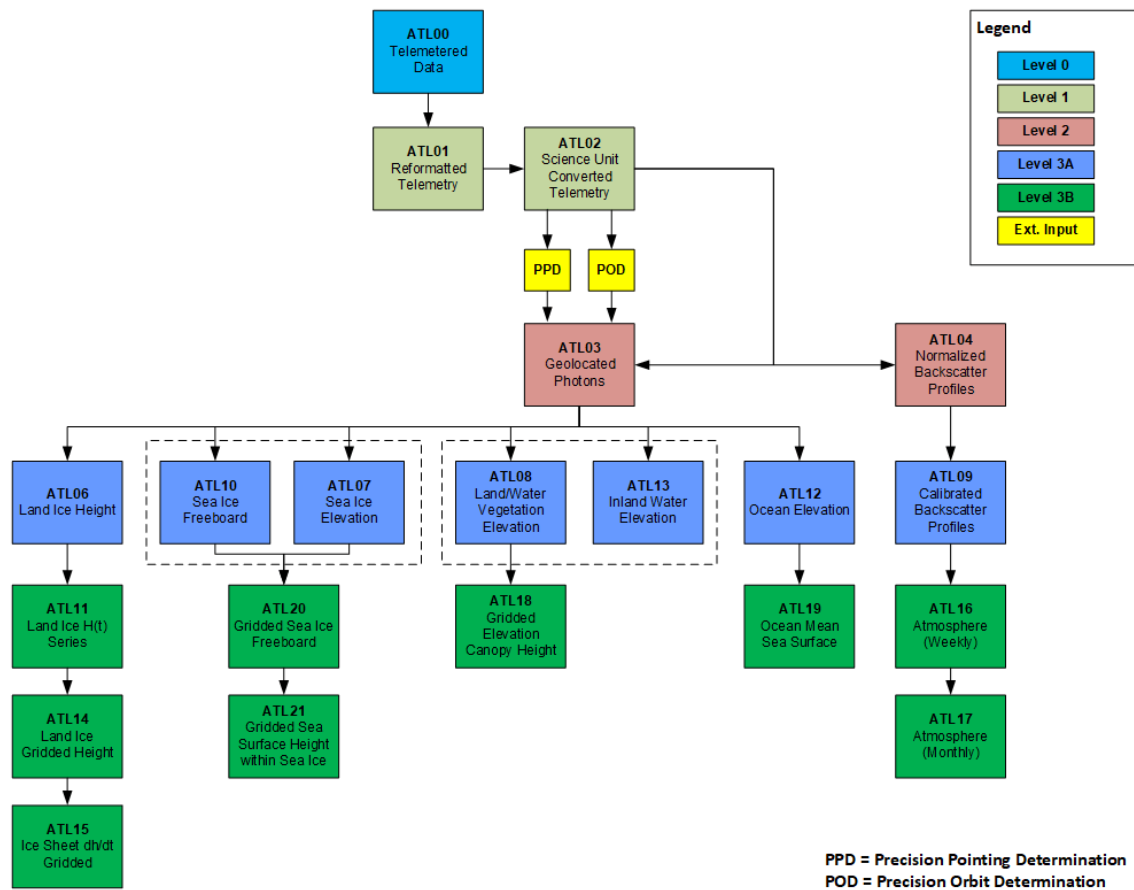 ATL00
Telemetered
Data
Legend
Level 0
Level 1
Level 2
Level 3A
Level 3B
Ext. Input
ATL01
Reformatted
Telemetry
ATL02
Science Unit
Converted
Telemetry
PPD
POD
ATL03
Geolocated
Photons
ATL04
Normalized
Backscatter
Profiles
ATL06
Land Ice Height
ATL10
Sea Ice
Freeboard
ATL07
Sea Ice
Elevation
ATL08
Land/Water
Vegetation
Elevation
ATL13
Inland Water
Elevation
ATL12
Ocean Elevation
ATL09
Calibrated
Backscatter
Profiles
ATL11
Land Ice H(t)
Series
ATL20
Gridded Sea Ice
Freeboard
ATL18
Gridded
Elevation
Canopy Height
ATL19
Ocean Mean
Sea Surface
ATL16
Atmosphere
(Weekly)
ATL14
Land Ice
Gridded Height
ATL21
Gridded Sea
Surface Height
within Sea Ice
ATL17
Atmosphere
(Monthly)
ATL15
Ice Sheet dh/dt
Gridded
PPD = Precision Pointing Determination
POD = Precision Orbit Determination